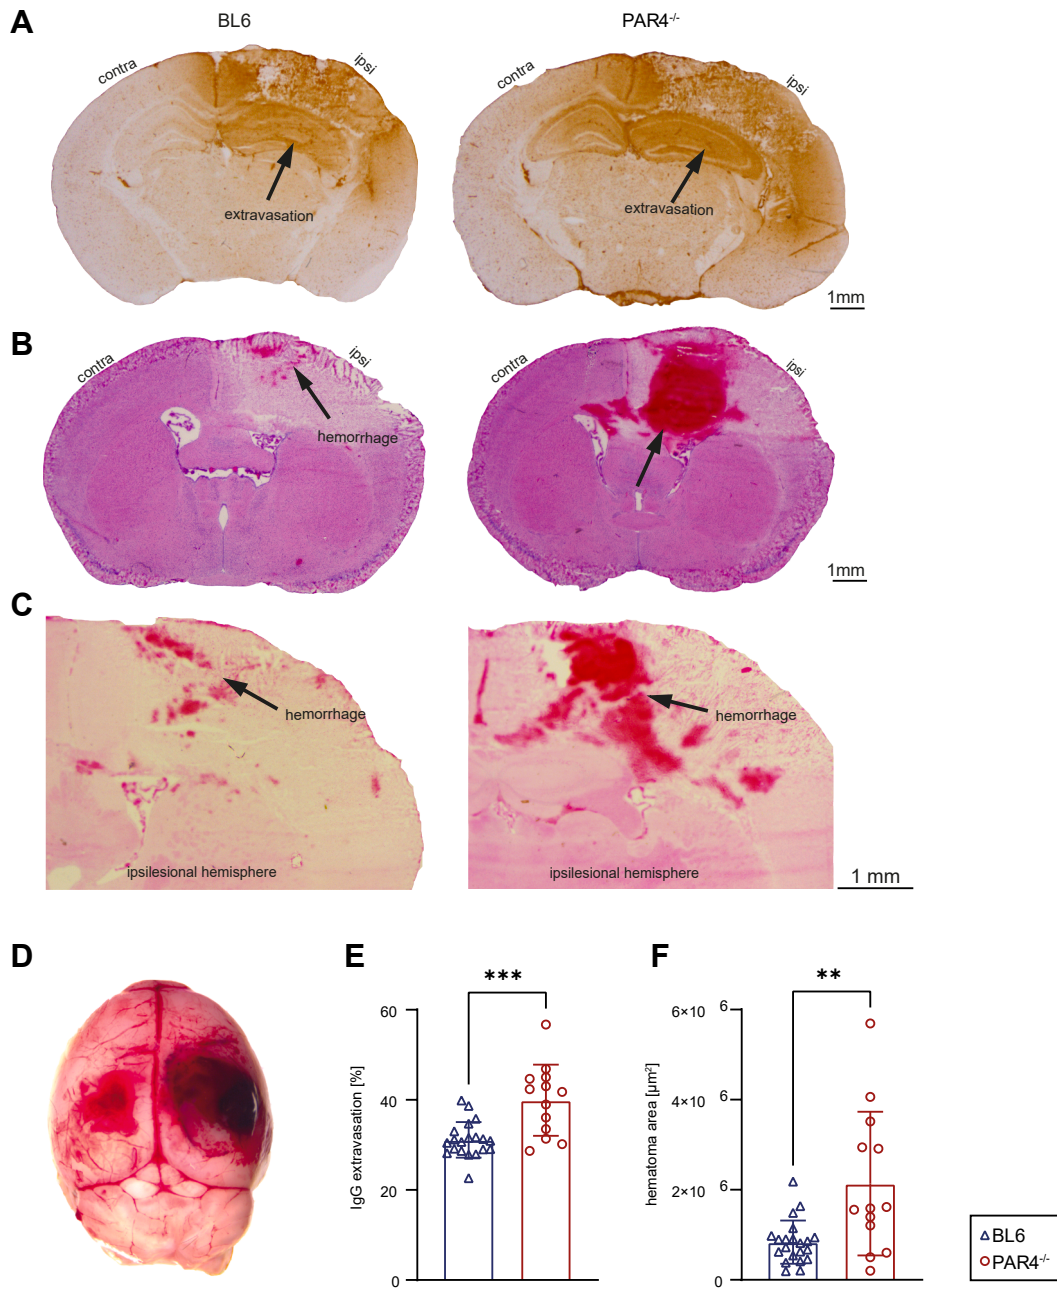 A
BL6
PAR4-/-
contra
ipsi
contra
ipsi
extravasation
extravasation
1mm
B
contra
ipsi
contra
ipsi
hemorrhage
1mm
C
hemorrhage
hemorrhage
ipsilesional hemisphere
ipsilesional hemisphere
1 mm
D
E
F
***
**
IgG extravasation [%]
60
40
20
0
hematoma area [µm²]
6×10 6
4×10 6
2×10 6
0
BL6
PAR4-/-